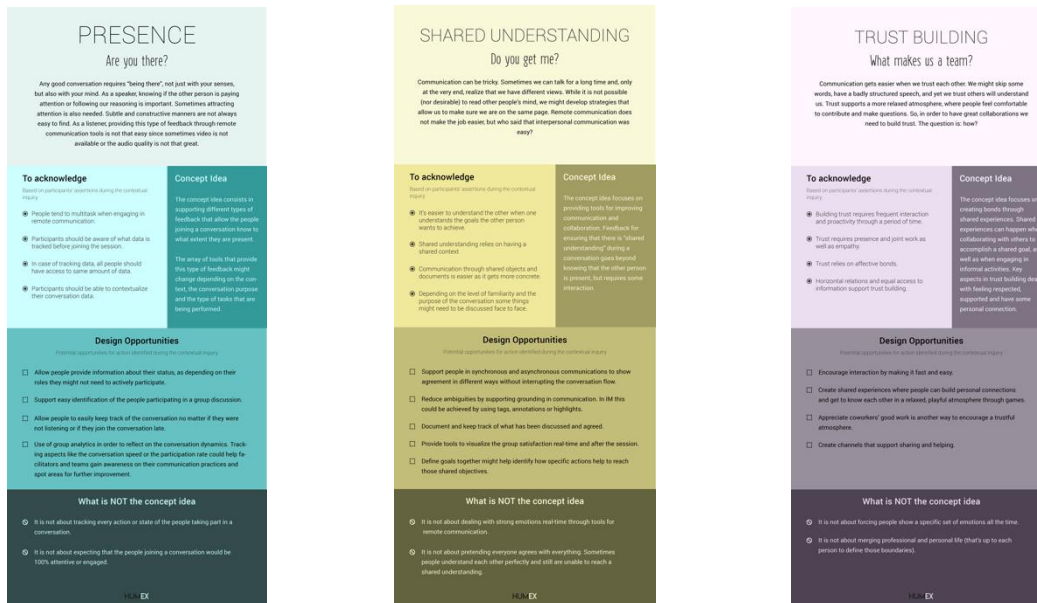 PRESENCE
Are you there?
Any good conversation requires "being there", not just with your senses,
but also with your mind. As a speaker, knowing if the other person is paying
attention or following our reasoning is important. Sometimes attracting
attention is also needed. Subtle and constructive manners are not always
easy to find. As a listener, providing this type of feedback through remote
communication tools is not that easy since sometimes video is not
available or the audio quality is not that great.
To acknowledge
Based on participants' assertions during the contextual
inquiry
People tend to multitask when engaging in
remote communication.
Participants should be aware of what data is
tracked before joining the session.
In case of tracking data, all people should
have access to same amount of data.
Participants should be able to contextualize
their conversation data.
Concept Idea
The concept idea consists in
supporting different types of
feedback that allow the people
joining a conversation know to
what extent they are present.
The array of tools that provide
this type of feedback might
change depending on the con-
text, the conversation purpose
and the type of tasks that are
being performed.
Design Opportunities
Potential opportunities for action identified during the contextual inquiry
Allow people provide information about their status, as depending on their
roles they might not need to actively participate.
Support easy identification of the people participating in a group discussion.
Allow people to easily keep track of the conversation no matter if they were
not listening or if they join the conversation late.
Use of group analytics in order to reflect on the conversation dynamics. Track-
ing aspects like the conversation speed or the participation rate could help fa-
cilitators and teams gain awareness on their communication practices and
spot areas for further improvement.
What is NOT the concept idea
It is not about tracking every action or state of the people taking part in a
conversation.
It is not about expecting that the people joining a conversation would be
100% attentive or engaged.
HUMEX
SHARED UNDERSTANDING
Do you get me?
Communication can be tricky. Sometimes we can talk for a long time and, only
at the very end, realize that we have different views. While it is not possible
(nor desirable) to read other people's mind, we might develop strategies that
allow us to make sure we are on the same page. Remote communication does
not make the job easier, but who said that interpersonal communication was
easy?
To acknowledge
Based on participants' assertions during the contextual
inquiry
It's easier to understand the other when one
understands the goals the other person
wants to achieve.
Shared understanding relies on having a
shared context
Communication through shared objects and
documents is easier as it gets more concrete.
Depending on the level of familiarity and the
purpose of the conversation some things
might need to be discussed face to face.
Concept Idea
The concept idea focuses on
providing tools for improving
communication and
collaboration. Feedback for
ensuring that there is "shared
understanding" during a
conversation goes beyond
knowing that the other person
is present, but requires some
interaction.
Design Opportunities
Potential opportunities for action identified during the contextual inquiry
Support people in synchronous and asynchronous communications to show
agreement in different ways without interrupting the conversation flow.
Reduce ambiguities by supporting grounding in communication. In IM this
could be achieved by using tags, annotations or highlights.
Document and keep track of what has been discussed and agreed.
Provide tools to visualize the group satisfaction real-time and after the session.
Define goals together might help identify how specific actions help to reach
those shared objectives.
What is NOT the concept idea
It is not about dealing with strong emotions real-time through tools for
remote communication.
It is not about pretending everyone agrees with everything. Sometimes
people understand each other perfectly and still are unable to reach a
shared understanding.
HUMEX
TRUST BUILDING
What makes us a team?
Communication gets easier when we trust each other. We might skip some
words, have a badly structured speech, and yet we trust others will understand
us. Trust supports a more relaxed atmosphere, where people feel comfortable
to contribute and make questions. So, in order to have great collaborations we
need to build trust. The question is: how?
To acknowledge
Based on participants' assertions during the contextual
inquiry
Building trust requires frequent interaction
and proactivity through a period of time.
Trust requires presence and joint work as
well as empathy.
Trust relies on affective bonds.
Horizontal relations and equal access to
information support trust building
Concept Idea
The concept idea focuses on
creating bonds through
shared experiences. Shared
experiences can happen
collaborating with others to
accomplish a shared goal,
well as when engaging in
informal activities. Key
aspects in trust building
with feeling respected,
supported and have some
personal connection.
Design Opportunities
Potential opportunities for action identified during the contextual inquiry
Encourage interaction by making it fast and easy.
Create shared experiences where people can build personal connections
and get to know each other in a relaxed, playful atmosphere through games.
Appreciate coworkers' good work is another way to encourage a trustful
atmosphere.
Create channels that support sharing and helping.
What is NOT the concept idea
It is not about forcing people show a specific set of emotions all the time.
It is not about merging professional and personal life (that's up to each
person to define those boundaries).
HUMEX